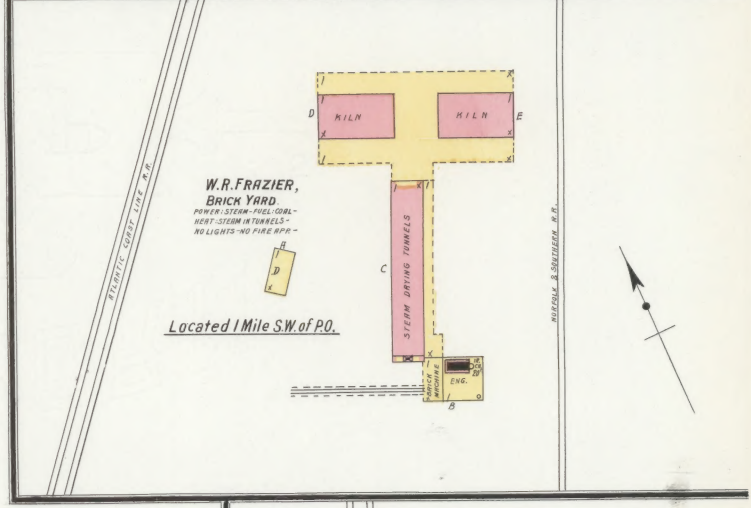 D
KILN
KILN
E
W.R. FRAZIER,
BRICK YARD.
POWER: STEAM-FUEL: COAL-
HEAT: STEAM IN TUNNELS-
NO LIGHTS-NO FIRE APP.-
A
D
Located 1 Mile S.W. of P.O.
ATLANTIC COAST LINE R.R.
C
STEAM DRYING TUNNELS
BRICK
MACHINE
ENG.
B
NORFOLK & SOUTHERN R.R.